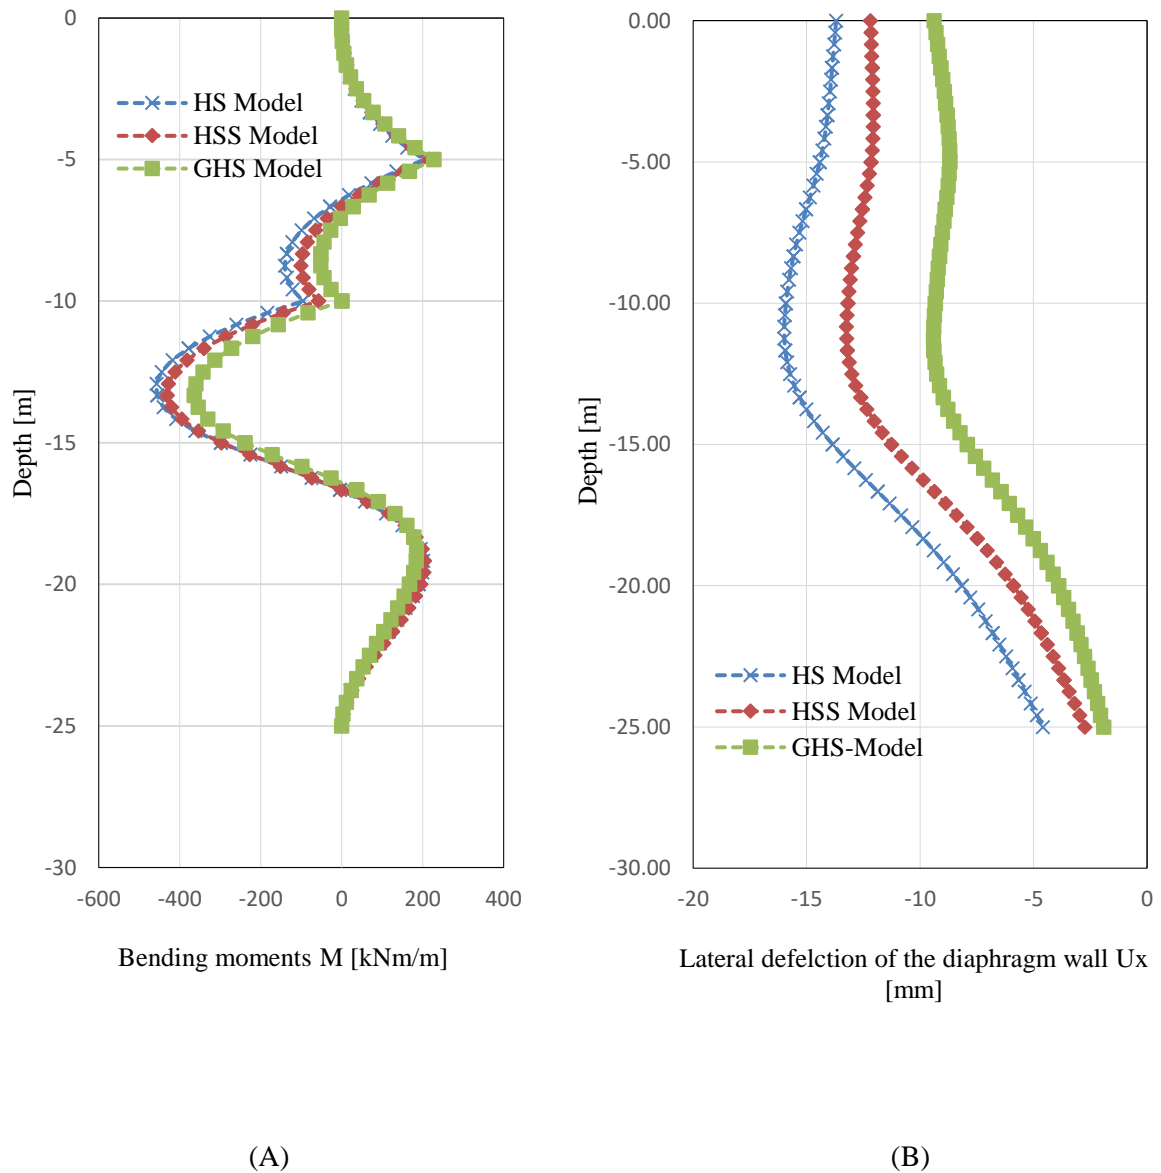 0
-5
-10
-15
-20
-25
-30
-600
-400
-200
0
200
400
HS Model
HSS Model
GHS Model
Depth [m]
Bending moments M [kNm/m]
(A)
0.00
-5.00
-10.00
-15.00
-20.00
-25.00
-30.00
-20
-15
-10
-5
0
HS Model
HSS Model
GHS-Model
Depth [m]
Lateral defelction of the diaphragm wall Ux
[mm]
(B)